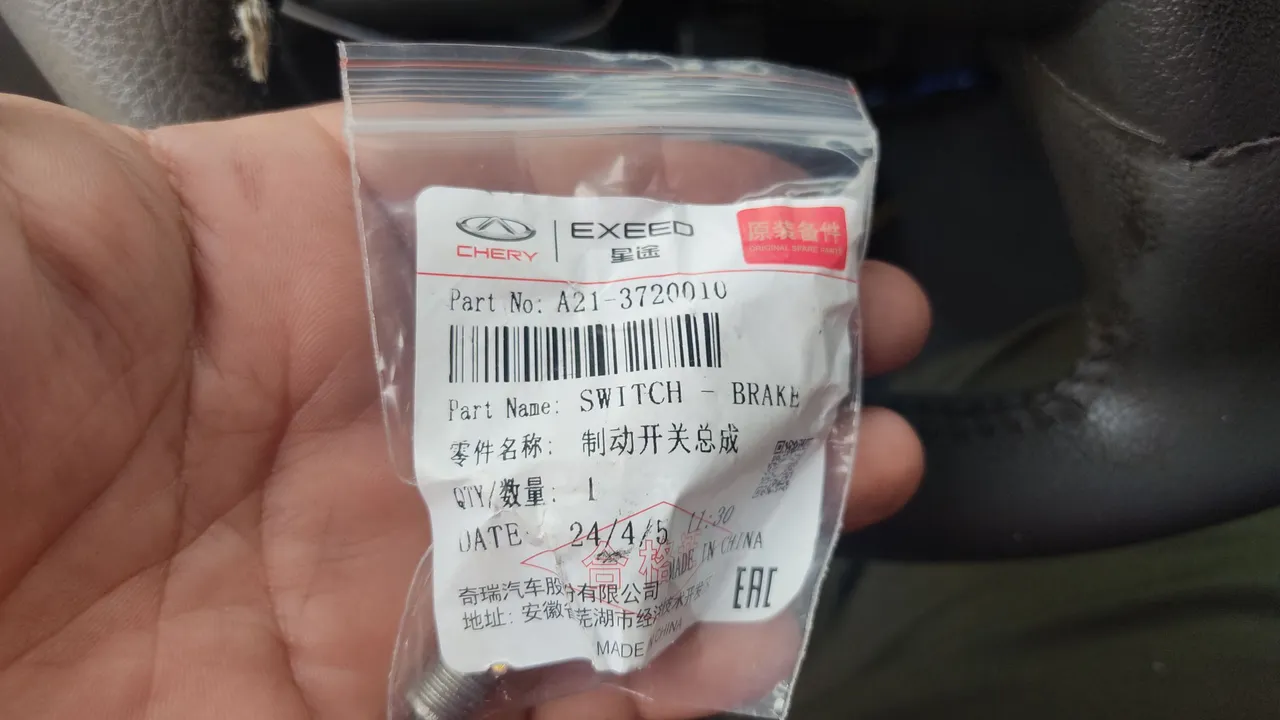 CHERY
EXEED
星途
原装备件
ORIGINAL SPARE PARTS
Part No: A21-3720010
Part Name: SWITCH - BRAKE
零件名称: 制动开关总成
QTY/数量: 1
DATE: 24/4/5 11:30
合格
MADE IN CHINA
奇瑞汽车股份有限公司
地址: 安徽省芜湖市经济技术开发区
EAC
MADE IN CHINA